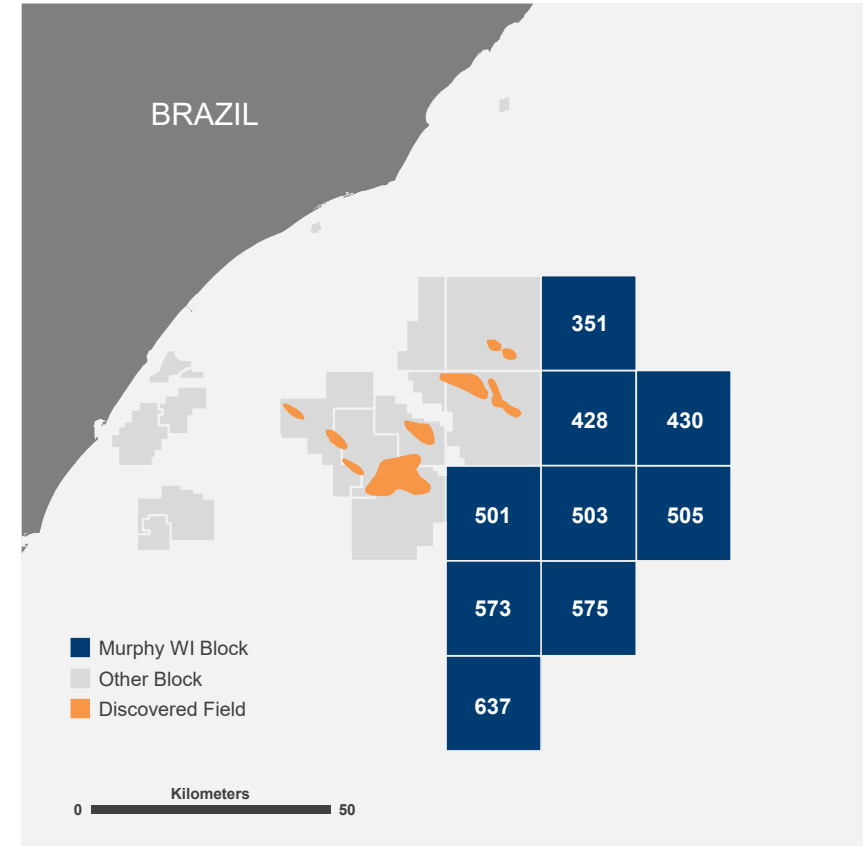 BRAZIL
351
428 430
501 503 505
573 575
637
Murphy WI Block
Other Block
Discovered Field
Kilometers
0 50